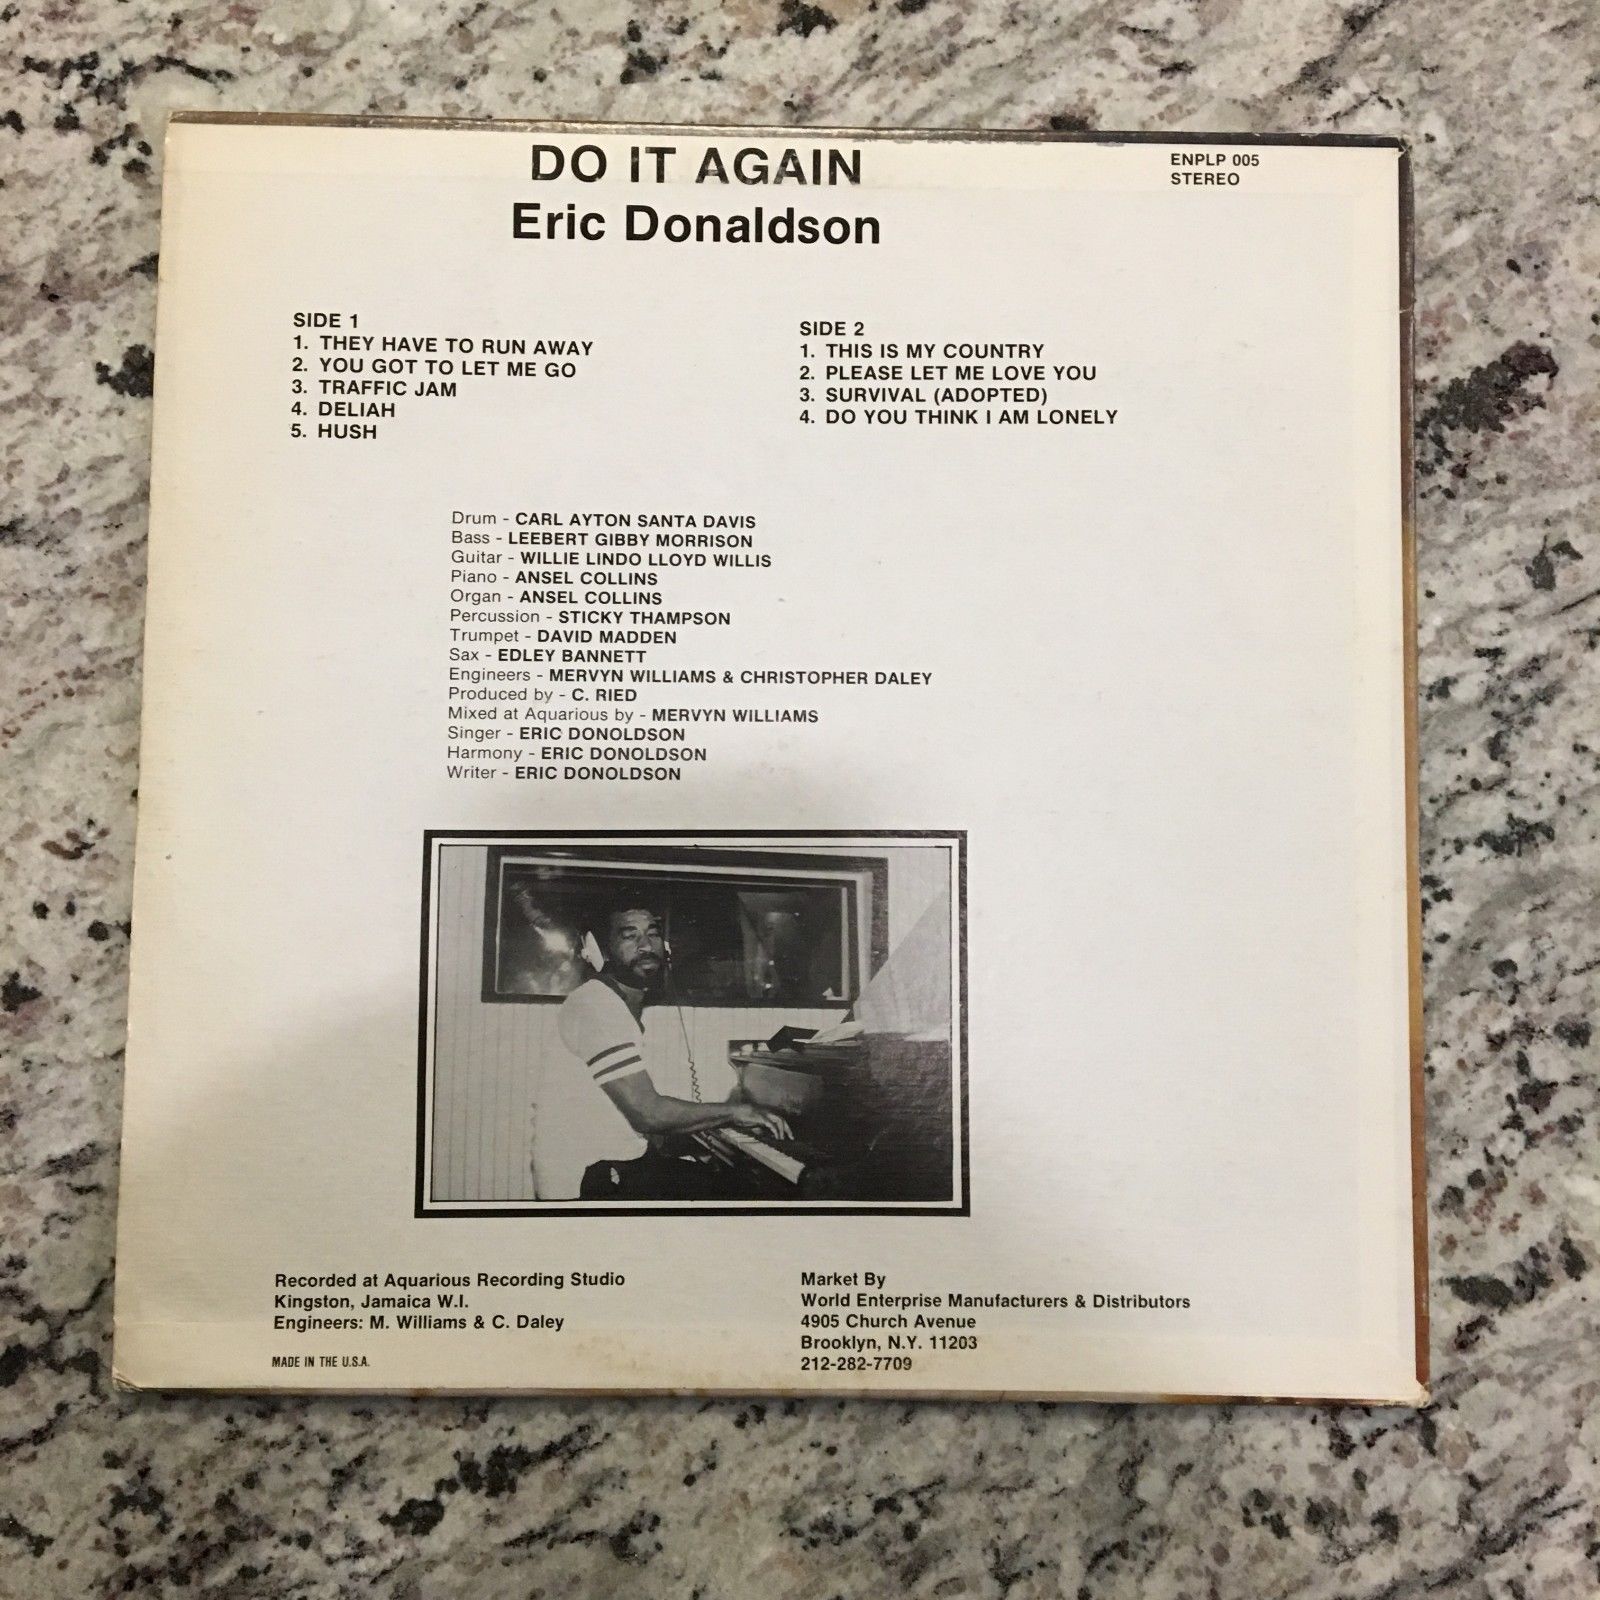 DO IT AGAIN
Eric Donaldson
ENPLP 005
STEREO
SIDE 1
1. THEY HAVE TO RUN AWAY
2. YOU GOT TO LET ME GO
3. TRAFFIC JAM
4. DELIAH
5. HUSH
SIDE 2
1. THIS IS MY COUNTRY
2. PLEASE LET ME LOVE YOU
3. SURVIVAL (ADOPTED)
4. DO YOU THINK I AM LONELY
Drum - CARL AYTON SANTA DAVIS
Bass - LEEBERT GIBBY MORRISON
Guitar - WILLIE LINDO LLOYD WILLIS
Piano - ANSEL COLLINS
Organ - ANSEL COLLINS
Percussion - STICKY THAMPSON
Trumpet - DAVID MADDEN
Sax - EDLEY BANNETT
Engineers - MERVYN WILLIAMS & CHRISTOPHER DALEY
Produced by - C. RIED
Mixed at Aquarious by - MERVYN WILLIAMS
Singer - ERIC DONOLDSON
Harmony - ERIC DONOLDSON
Writer - ERIC DONOLDSON
Recorded at Aquarious Recording Studio
Kingston, Jamaica W.I.
Engineers: M. Williams & C. Daley
MADE IN THE U.S.A.
Market By
World Enterprise Manufacturers & Distributors
4905 Church Avenue
Brooklyn, N.Y. 11203
212-282-7709